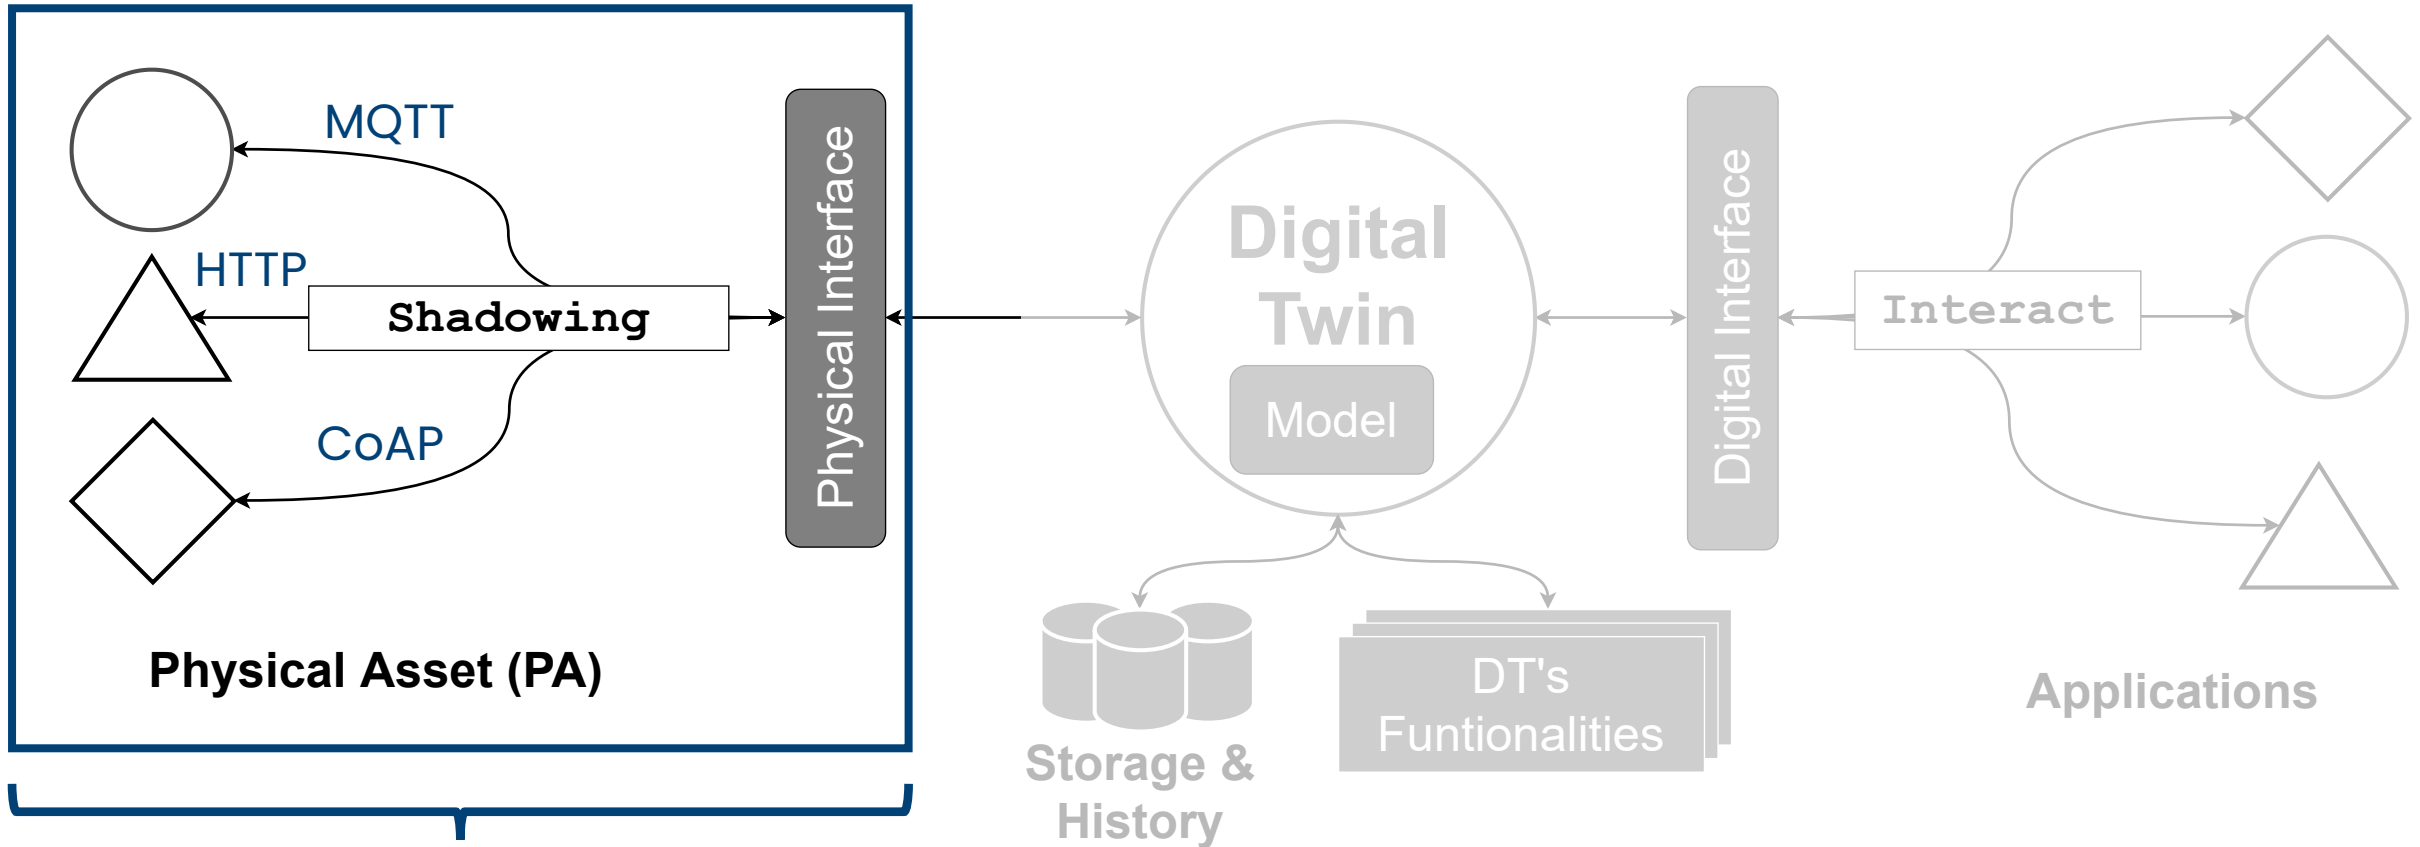 MQTT
HTTP
Shadowing
CoAP
Physical Interface
Physical Asset (PA)
Digital
Twin
Model
Storage &
History
DT's
Funtionalities
Digital Interface
Interact
Applications